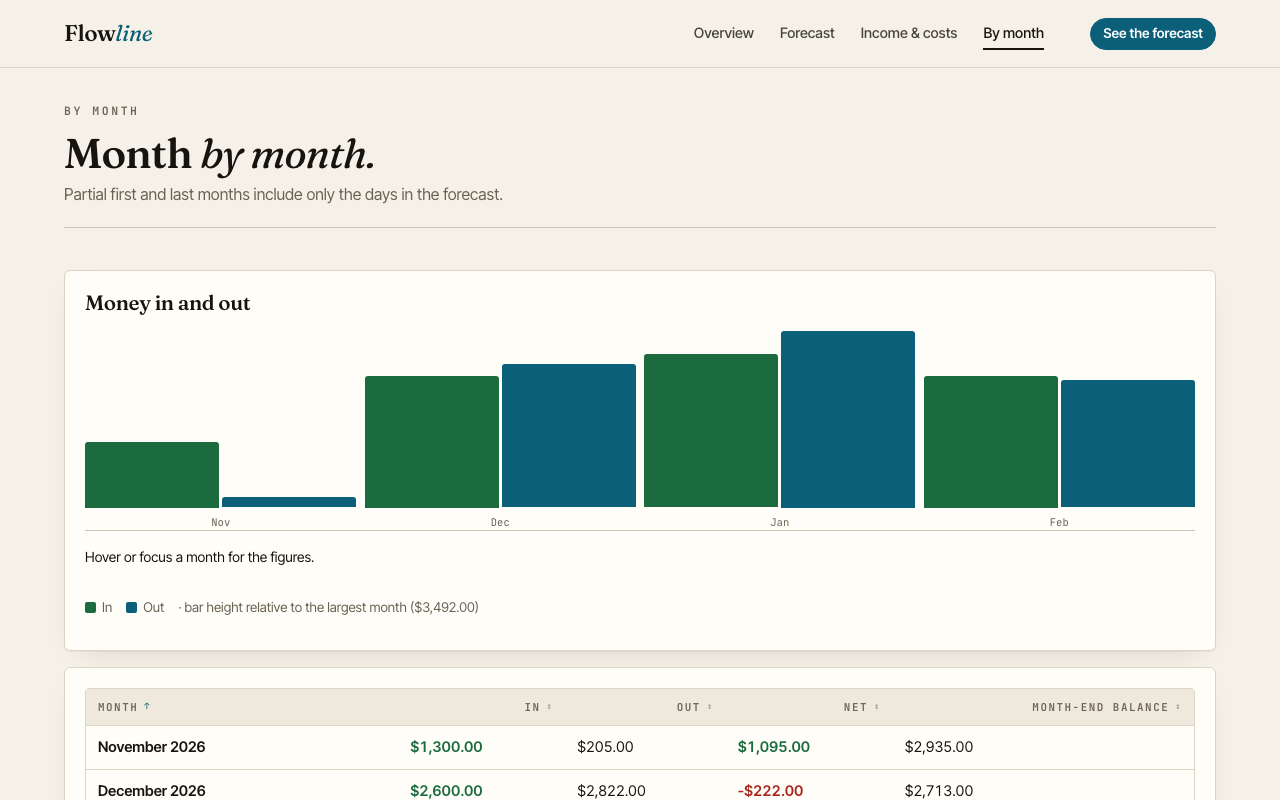 Flowline
Overview Forecast Income & costs By month See the forecast
BY MONTH
Month by month.
Partial first and last months include only the days in the forecast.
Money in and out
Nov Dec Jan Feb
Hover or focus a month for the figures.
In Out · bar height relative to the largest month ($3,492.00)
MONTH ↑ IN ↕ OUT ↕ NET ↕ MONTH-END BALANCE ↕
November 2026 $1,300.00 $205.00 $1,095.00 $2,935.00
December 2026 $2,600.00 $2,822.00 -$222.00 $2,713.00